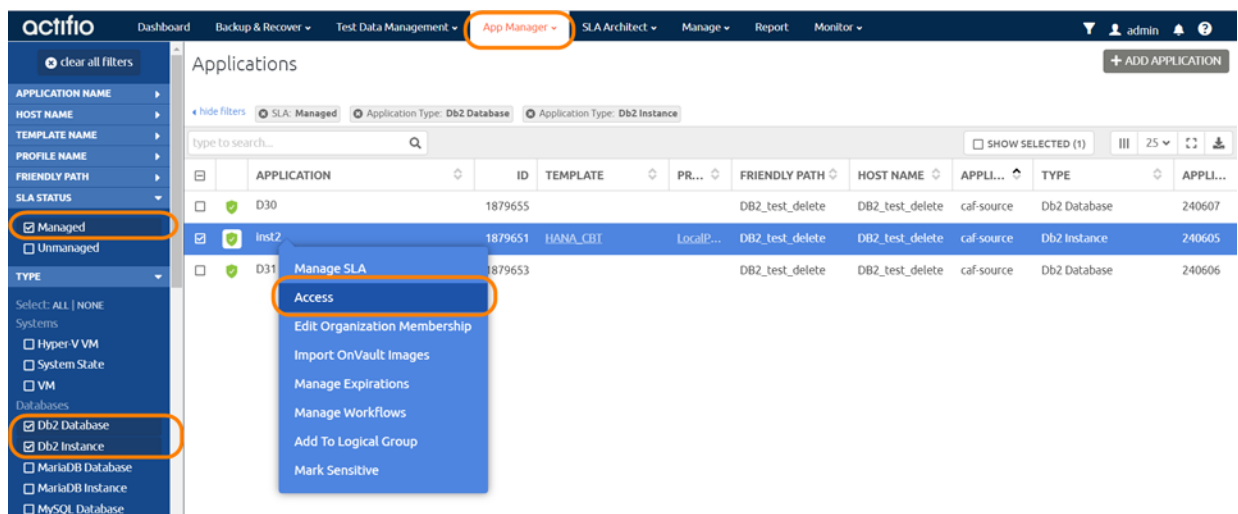 actifio
Dashboard Backup & Recover Test Data Management App Manager SLA Architect Manage Report Monitor admin
clear all filters
APPLICATION NAME
HOST NAME
TEMPLATE NAME
PROFILE NAME
FRIENDLY PATH
SLA STATUS
Managed
Unmanaged
TYPE
Select: ALL | NONE
Systems
Hyper-V VM
System State
VM
Databases
Db2 Database
Db2 Instance
MariaDB Database
MariaDB Instance
MySQL Database
Applications
+ ADD APPLICATION
hide filters SLA: Managed Application Type: Db2 Database Application Type: Db2 Instance
type to search... SHOW SELECTED (1) 25
APPLICATION ID TEMPLATE PR... FRIENDLY PATH HOST NAME APPLI... TYPE APPLI...
D30 1879655 DB2_test_delete DB2_test_delete caf-source Db2 Database 240607
inst2 1879651 HANA_CBT LocalP... DB2_test_delete DB2_test_delete caf-source Db2 Instance 240605
D31 1879653 DB2_test_delete DB2_test_delete caf-source Db2 Database 240606
Manage SLA
Access
Edit Organization Membership
Import OnVault Images
Manage Expirations
Manage Workflows
Add To Logical Group
Mark Sensitive